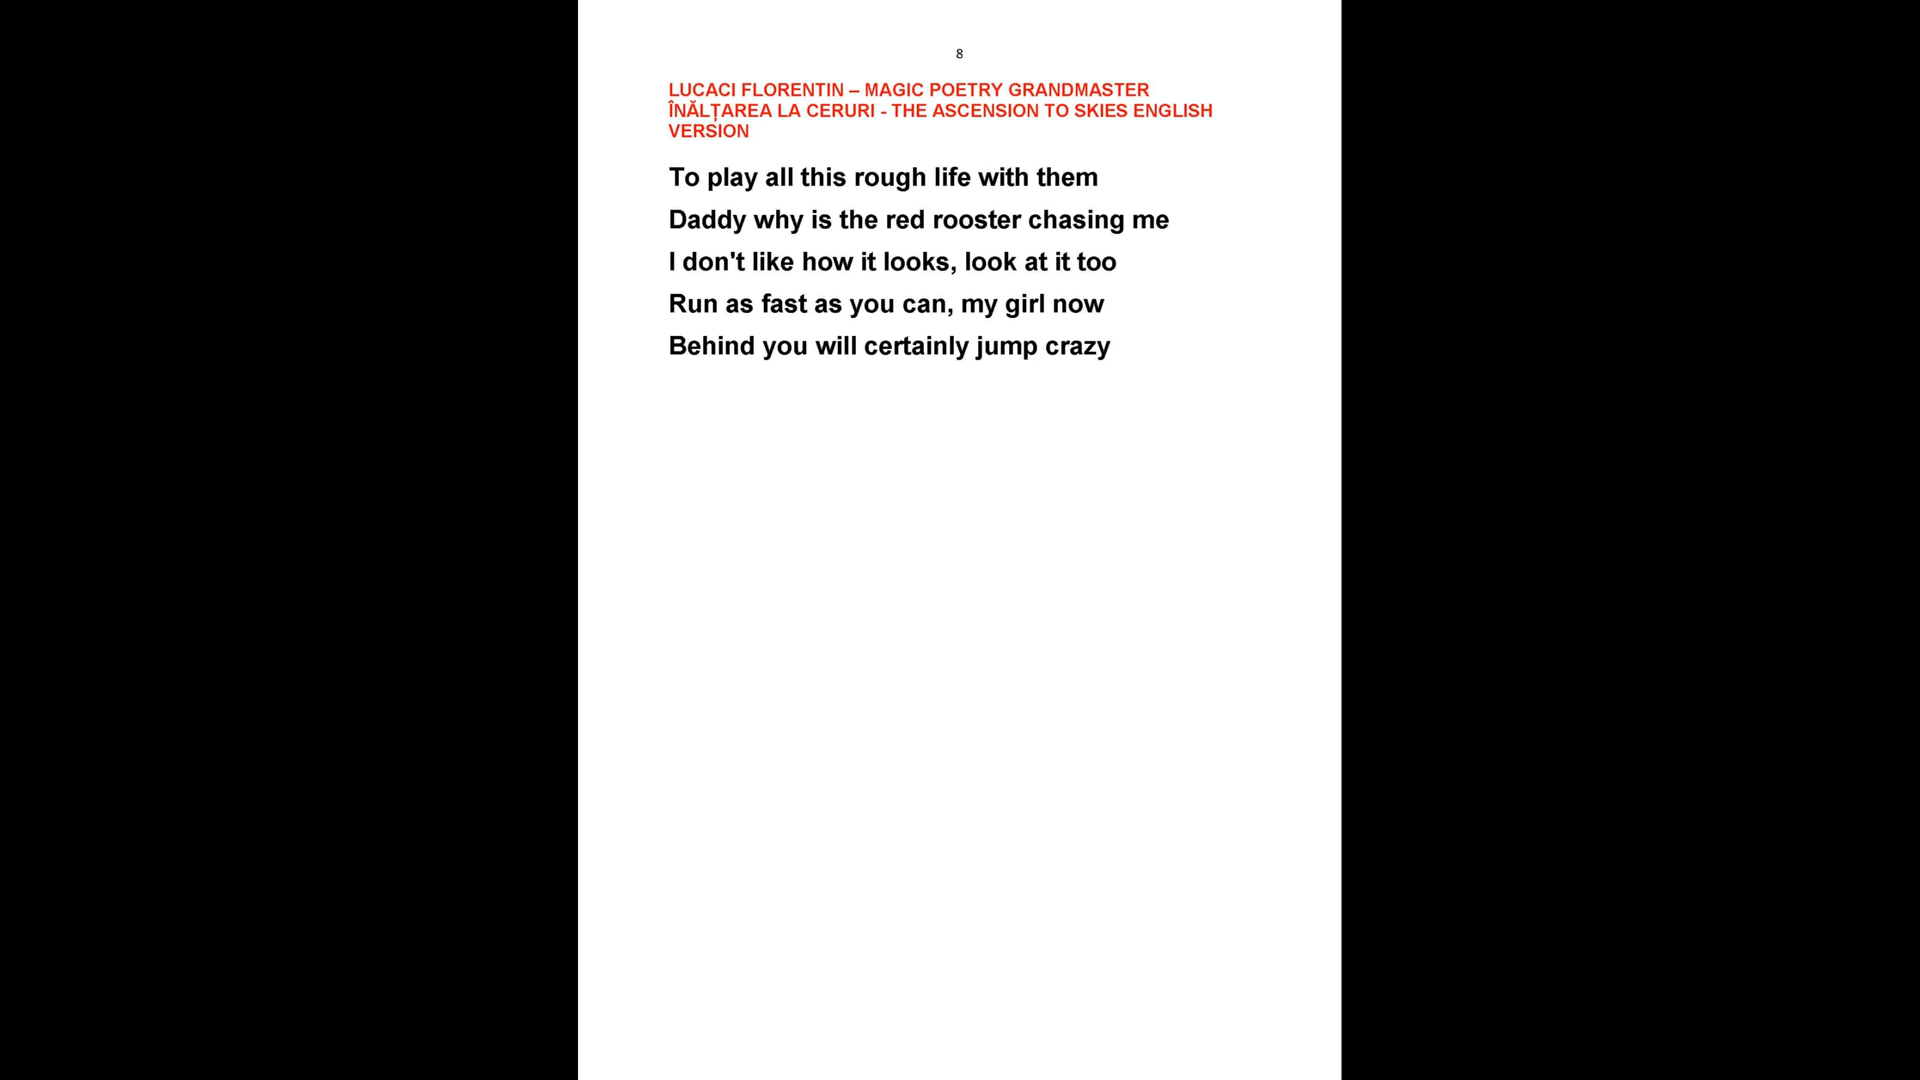 8
LUCACI FLORENTIN – MAGIC POETRY GRANDMASTER
ÎNĂLȚAREA LA CERURI - THE ASCENSION TO SKIES ENGLISH
VERSION
To play all this rough life with them
Daddy why is the red rooster chasing me
I don't like how it looks, look at it too
Run as fast as you can, my girl now
Behind you will certainly jump crazy